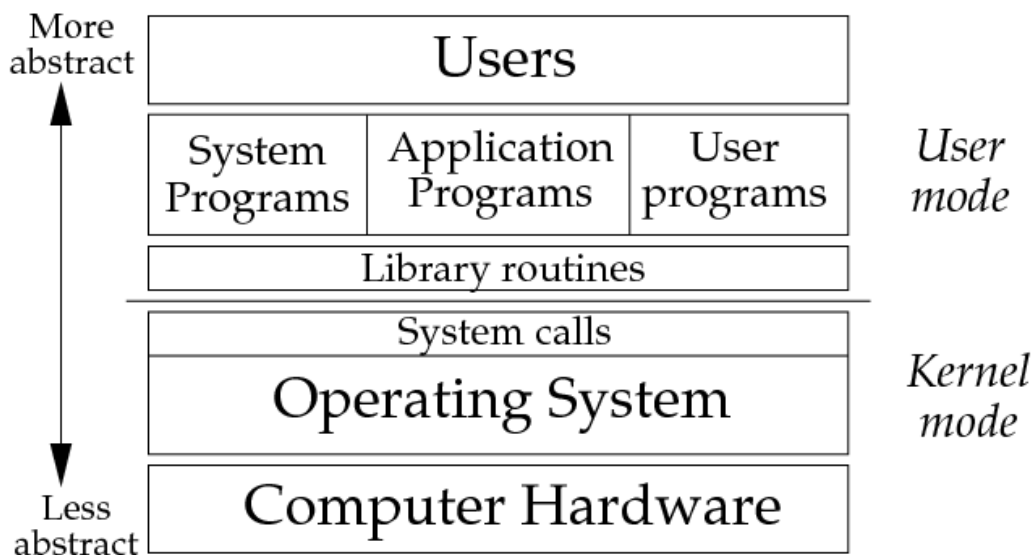 More
abstract
Users
System
Programs
Application
Programs
User
programs
User
mode
Library routines
System calls
Operating System
Kernel
mode
Computer Hardware
Less
abstract